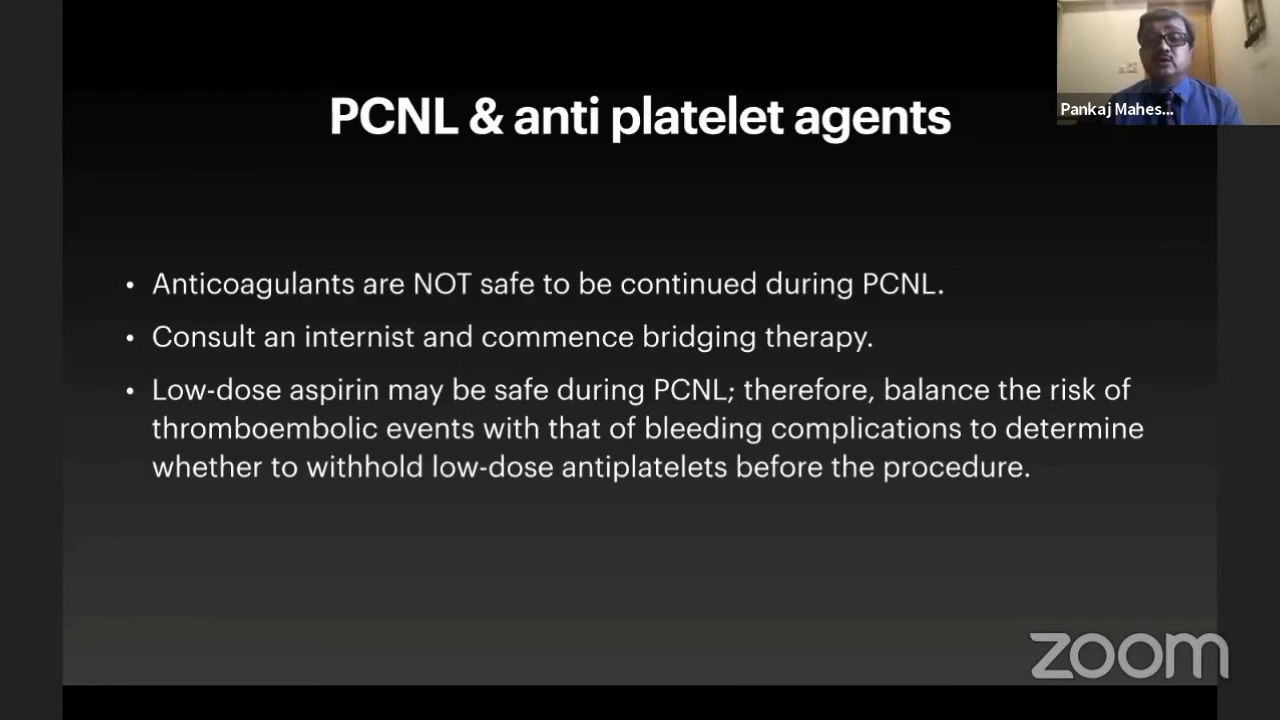 PCNL & anti platelet agents
Pankaj Mahes...
• Anticoagulants are NOT safe to be continued during PCNL.
• Consult an internist and commence bridging therapy.
• Low-dose aspirin may be safe during PCNL; therefore, balance the risk of
thromboembolic events with that of bleeding complications to determine
whether to withhold low-dose antiplatelets before the procedure.
zoom